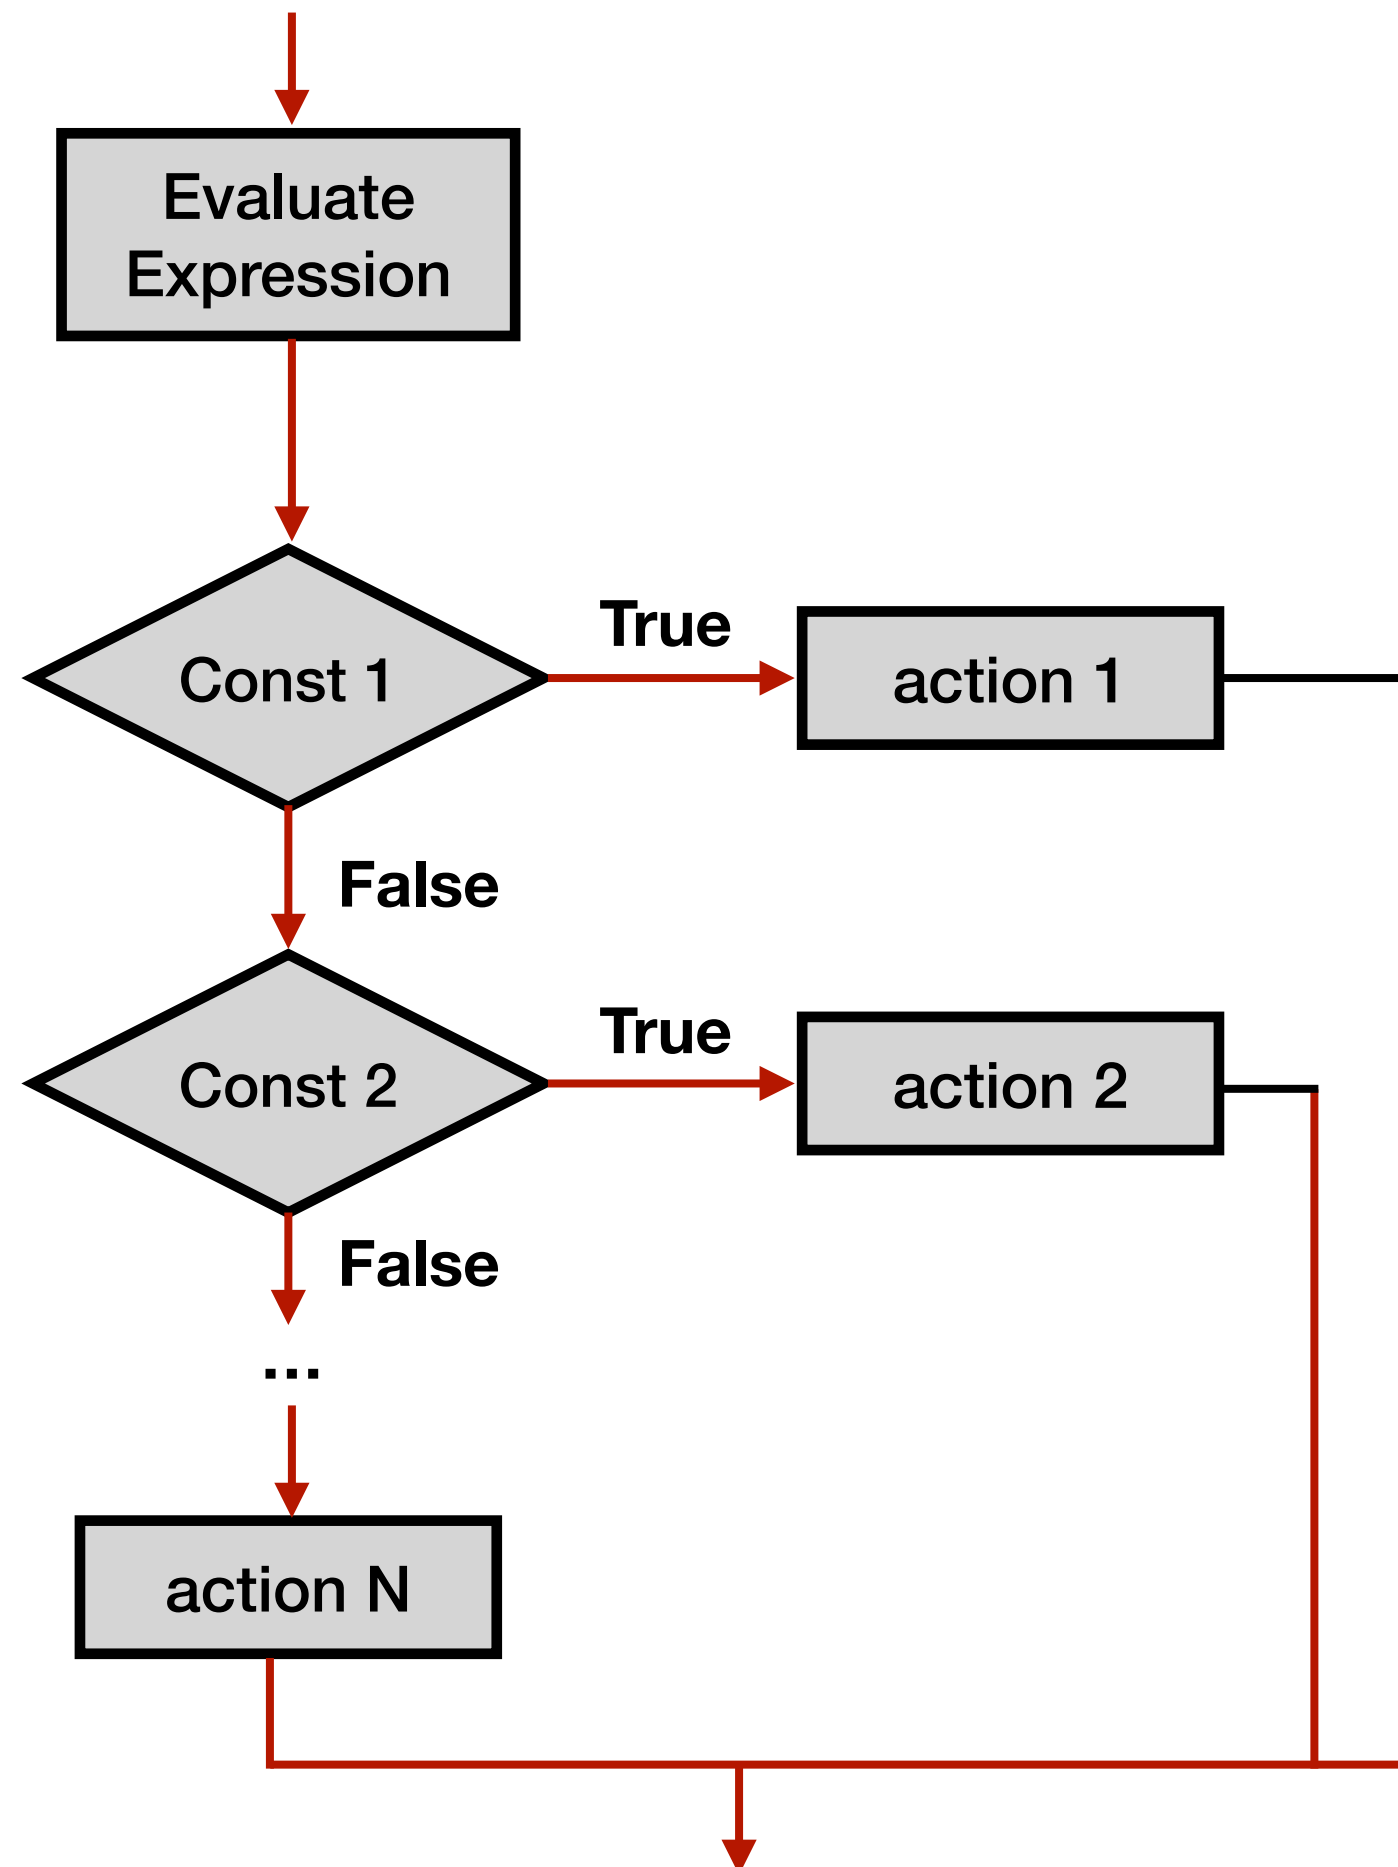 Evaluate
Expression
Const 1
True
action 1
False
Const 2
True
action 2
False
...
action N